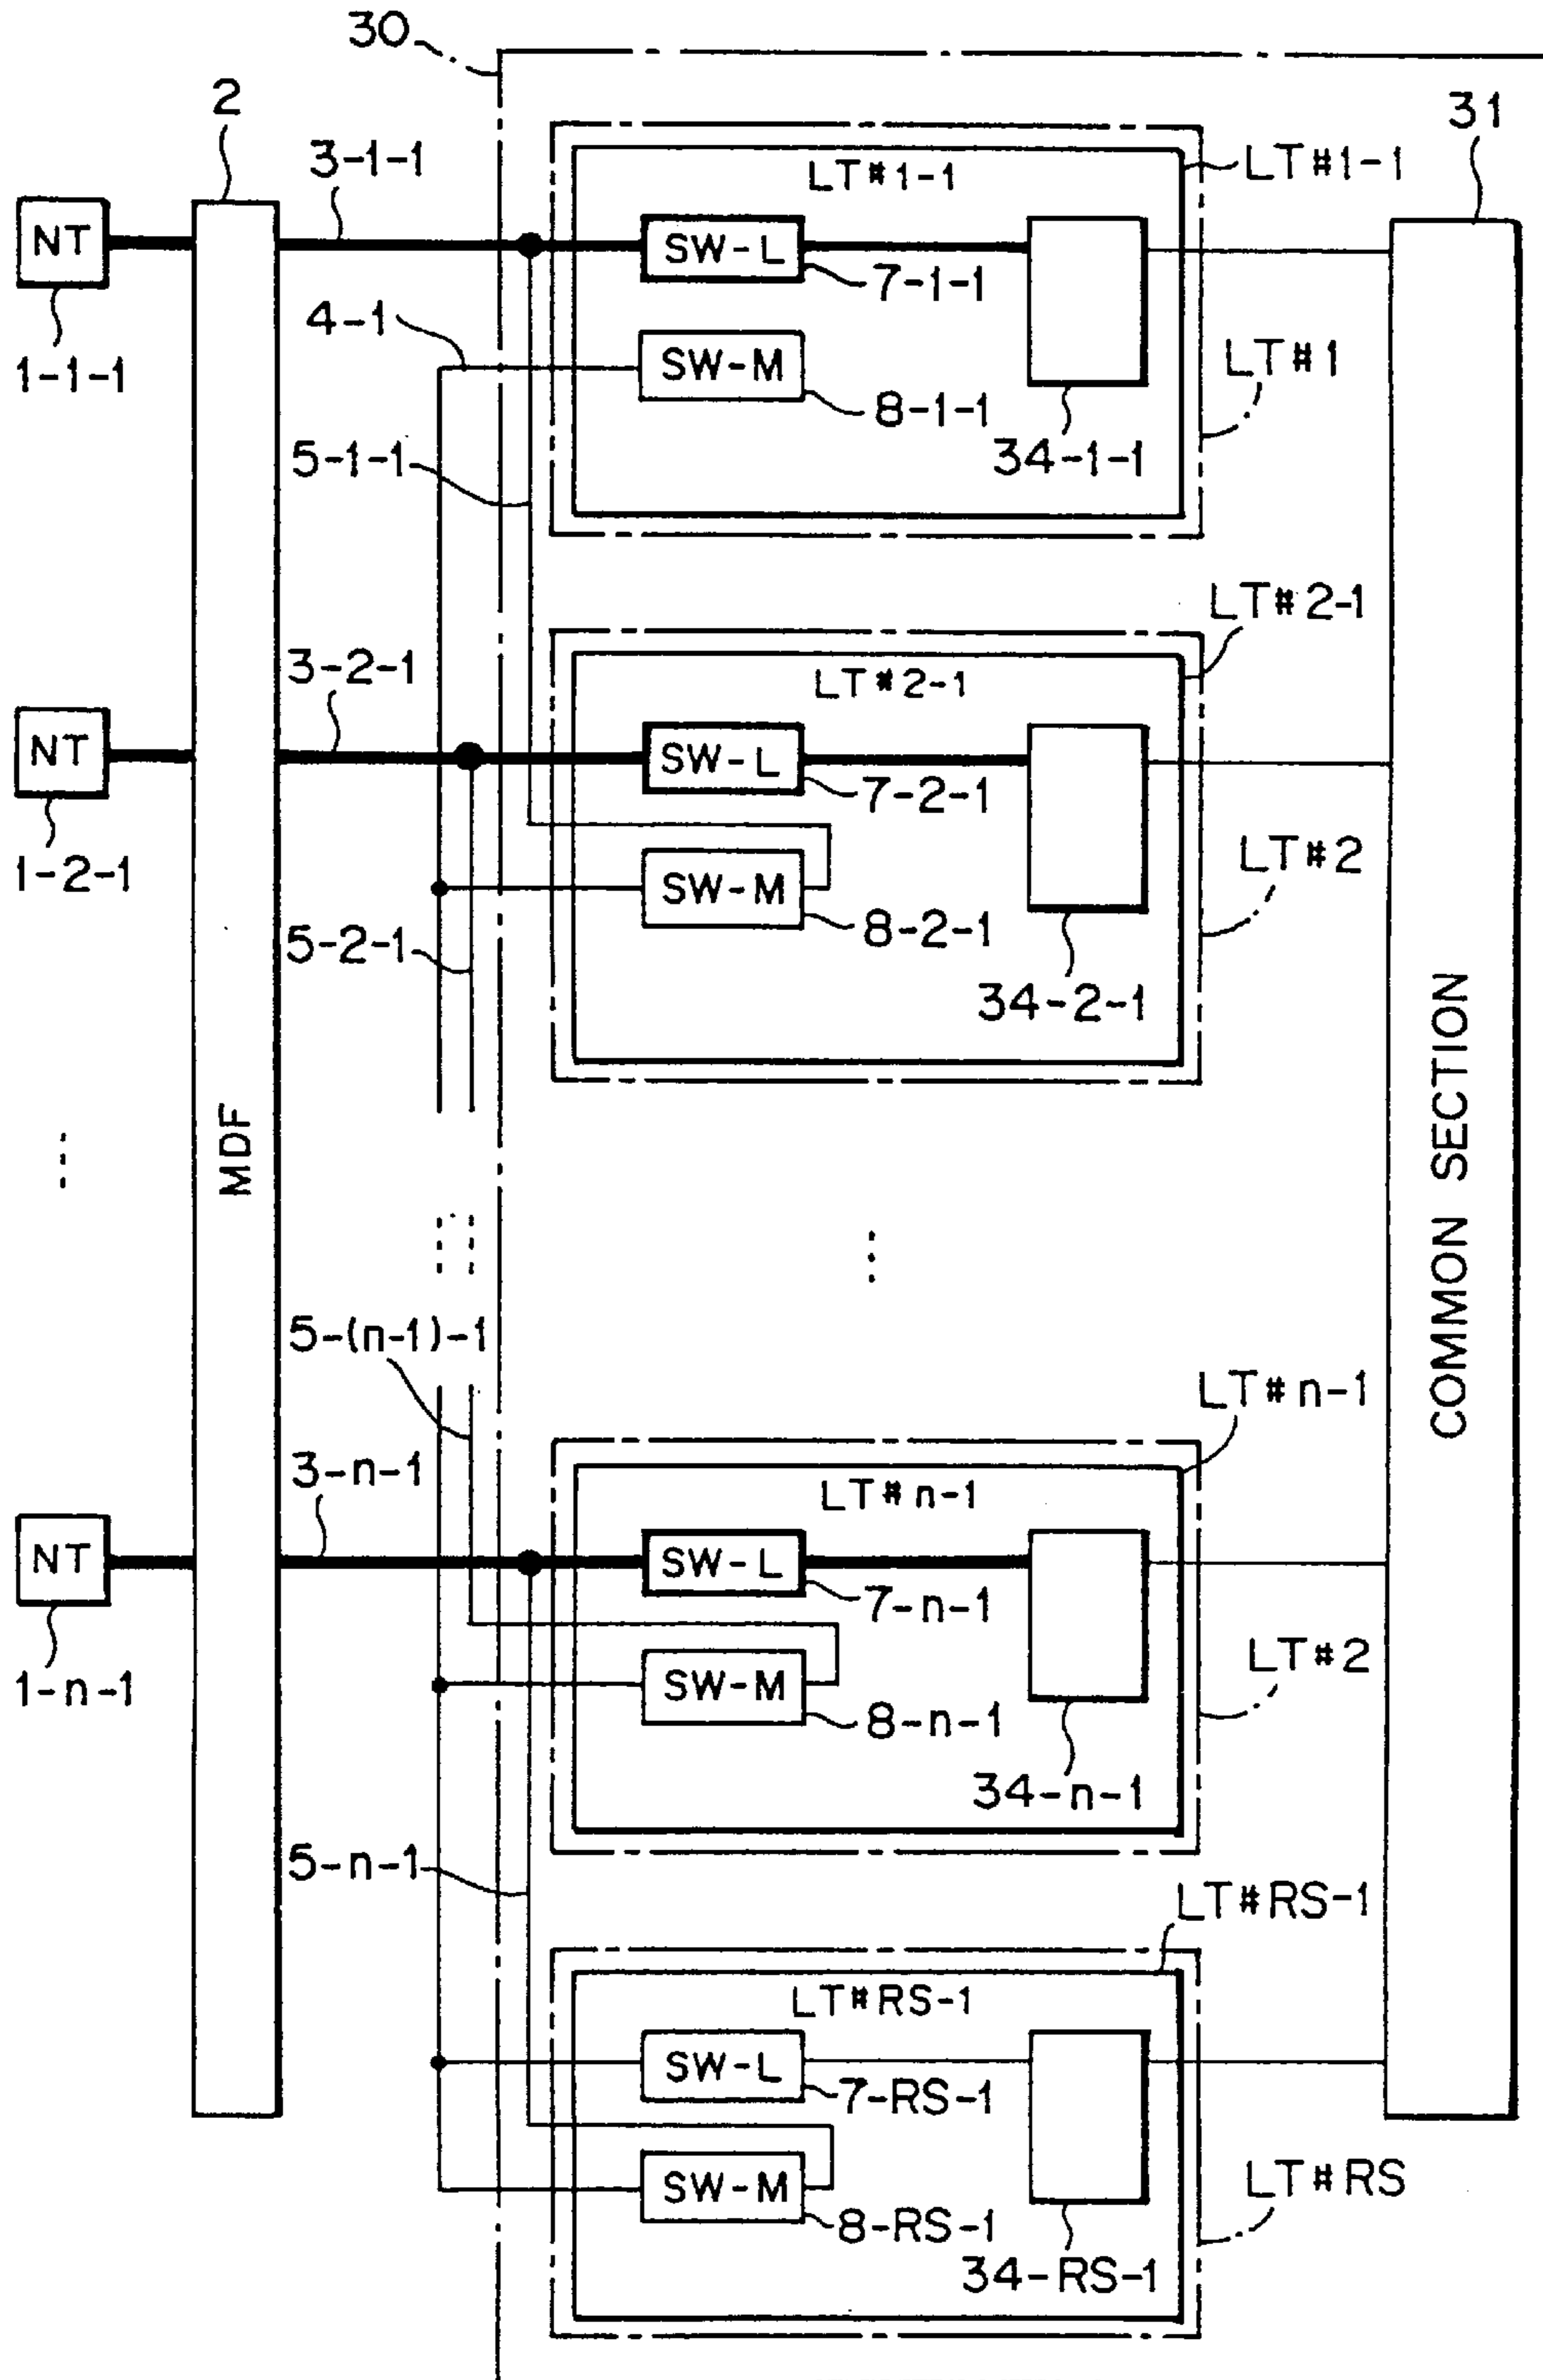 30
2
31
3-1-1
LT#1-1
LT#1-1
NT
SW-L
7-1-1
4-1
1-1-1
SW-M
LT#1
8-1-1
5-1-1
34-1-1
LT#2-1
3-2-1
LT#2-1
NT
SW-L
7-2-1
1-2-1
SW-M
LT#2
8-2-1
5-2-1
34-2-1
MDF
COMMON SECTION
5-(n-1)-1
LT#n-1
3-n-1
LT#n-1
NT
SW-L
7-n-1
1-n-1
SW-M
LT#2
8-n-1
34-n-1
5-n-1
LT#RS-1
LT#RS-1
SW-L
7-RS-1
SW-M
LT#RS
8-RS-1
34-RS-1